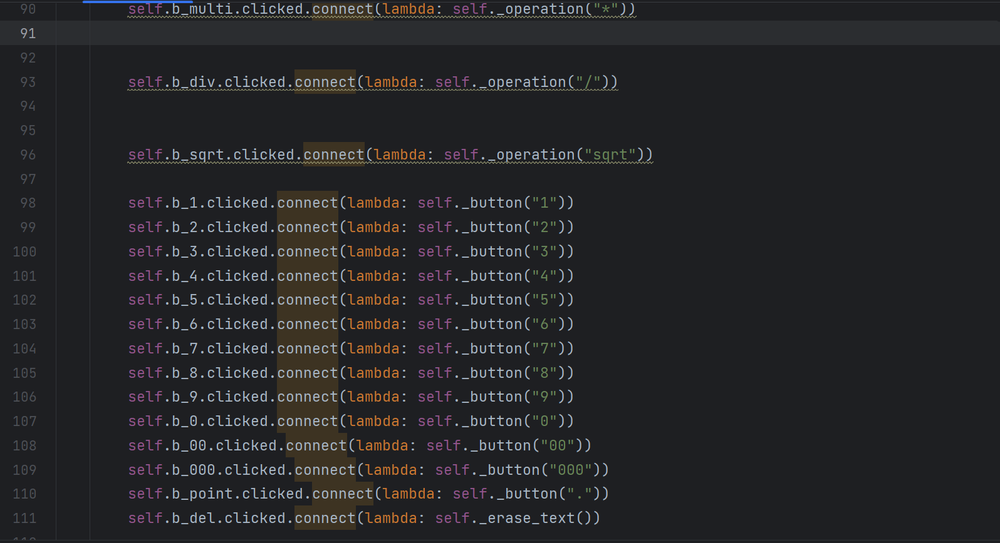 90 self.b_multi.clicked.connect(lambda: self._operation("*"))
91
92
93 self.b_div.clicked.connect(lambda: self._operation("/"))
94
95
96 self.b_sqrt.clicked.connect(lambda: self._operation("sqrt"))
97
98 self.b_1.clicked.connect(lambda: self._button("1"))
99 self.b_2.clicked.connect(lambda: self._button("2"))
100 self.b_3.clicked.connect(lambda: self._button("3"))
101 self.b_4.clicked.connect(lambda: self._button("4"))
102 self.b_5.clicked.connect(lambda: self._button("5"))
103 self.b_6.clicked.connect(lambda: self._button("6"))
104 self.b_7.clicked.connect(lambda: self._button("7"))
105 self.b_8.clicked.connect(lambda: self._button("8"))
106 self.b_9.clicked.connect(lambda: self._button("9"))
107 self.b_0.clicked.connect(lambda: self._button("0"))
108 self.b_00.clicked.connect(lambda: self._button("00"))
109 self.b_000.clicked.connect(lambda: self._button("000"))
110 self.b_point.clicked.connect(lambda: self._button("."))
111 self.b_del.clicked.connect(lambda: self._erase_text())